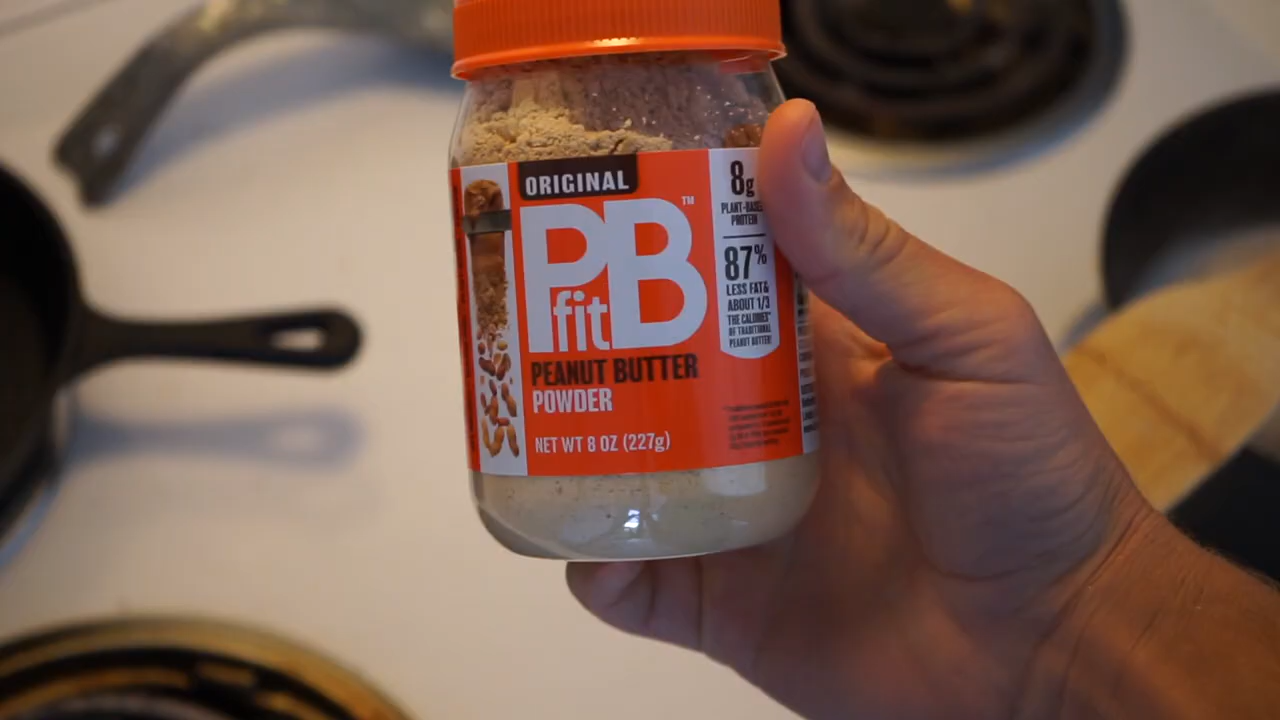 ORIGINAL
PB
fit
™
PEANUT BUTTER
POWDER
NET WT 8 OZ (227g)
8g
PLANT-BASED
PROTEIN
87%
LESS FAT &
ABOUT 1/3
THE CALORIES
OF TRADITIONAL
PEANUT BUTTER*